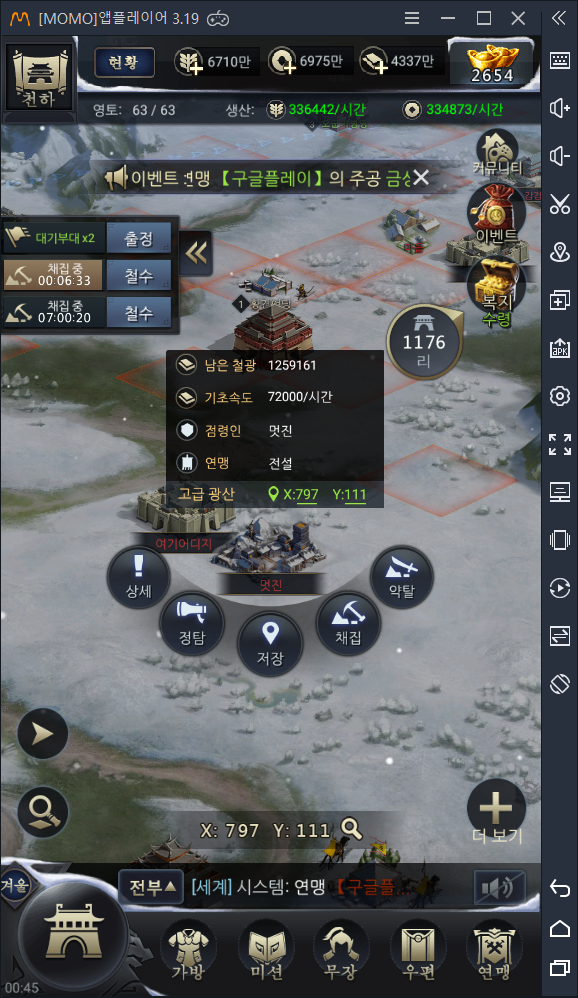 [MOMO]앱플레이어 3.19
천하
현황
6710만
6975만
4337만
2654
영토: 63 / 63
생산: 336442/시간
334873/시간
커뮤니티
이벤트 연맹 【구글플레이】의 주공 금성
대기부대 x2
출정
이벤트
채집 중
00:06:33
철수
채집 중
07:00:20
철수
복지
수령
1
1176
리
남은 철광 1259161
기초속도 72000/시간
점령인 멋진
연맹 전설
고급 광산 X:797 Y:111
여기어디지
멋진
상세
약탈
정탐
채집
저장
X: 797 Y: 111
더 보기
겨울
전부
[세계] 시스템: 연맹 【구글플...
가방
미션
무장
우편
연맹
00:45
APK